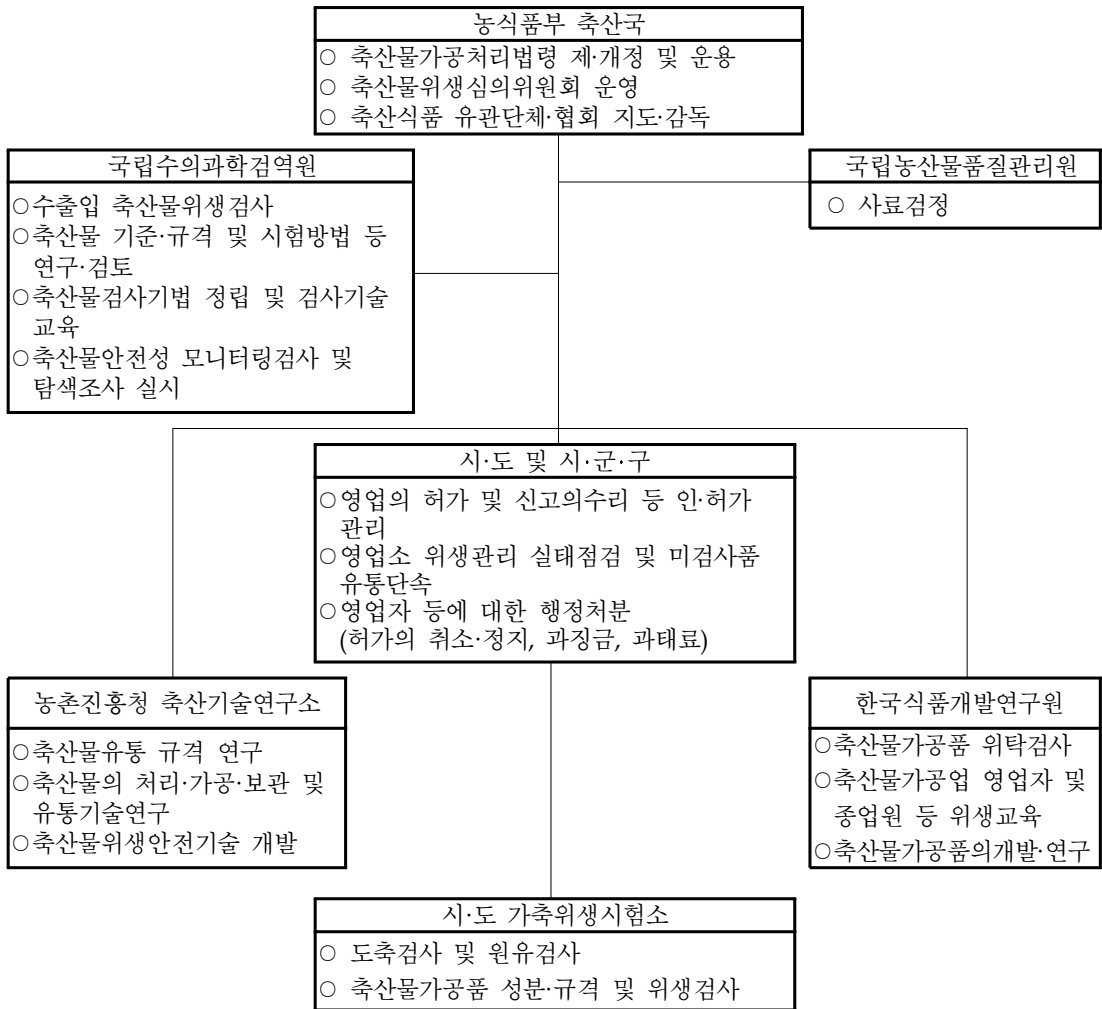 농식품부 축산국
○ 축산물가공처리법령 제·개정 및 운용
○ 축산물위생심의위원회 운영
○ 축산식품 유관단체·협회 지도·감독
국립수의과학검역원
○수출입 축산물위생검사
○축산물 기준·규격 및 시험방법 등
연구·검토
○축산물검사기법 정립 및 검사기술
교육
○축산물안전성 모니터링검사 및
탐색조사 실시
국립농산물품질관리원
○ 사료검정
시·도 및 시·군·구
○영업의 허가 및 신고의수리 등 인·허가
관리
○영업소 위생관리 실태점검 및 미검사품
유통단속
○영업자 등에 대한 행정처분
(허가의 취소·정지, 과징금, 과태료)
농촌진흥청 축산기술연구소
○축산물유통 규격 연구
○축산물의 처리·가공·보관 및
유통기술연구
○축산물위생안전기술 개발
한국식품개발연구원
○축산물가공품 위탁검사
○축산물가공업 영업자 및
종업원 등 위생교육
○축산물가공품의개발·연구
시·도 가축위생시험소
○ 도축검사 및 원유검사
○ 축산물가공품 성분·규격 및 위생검사